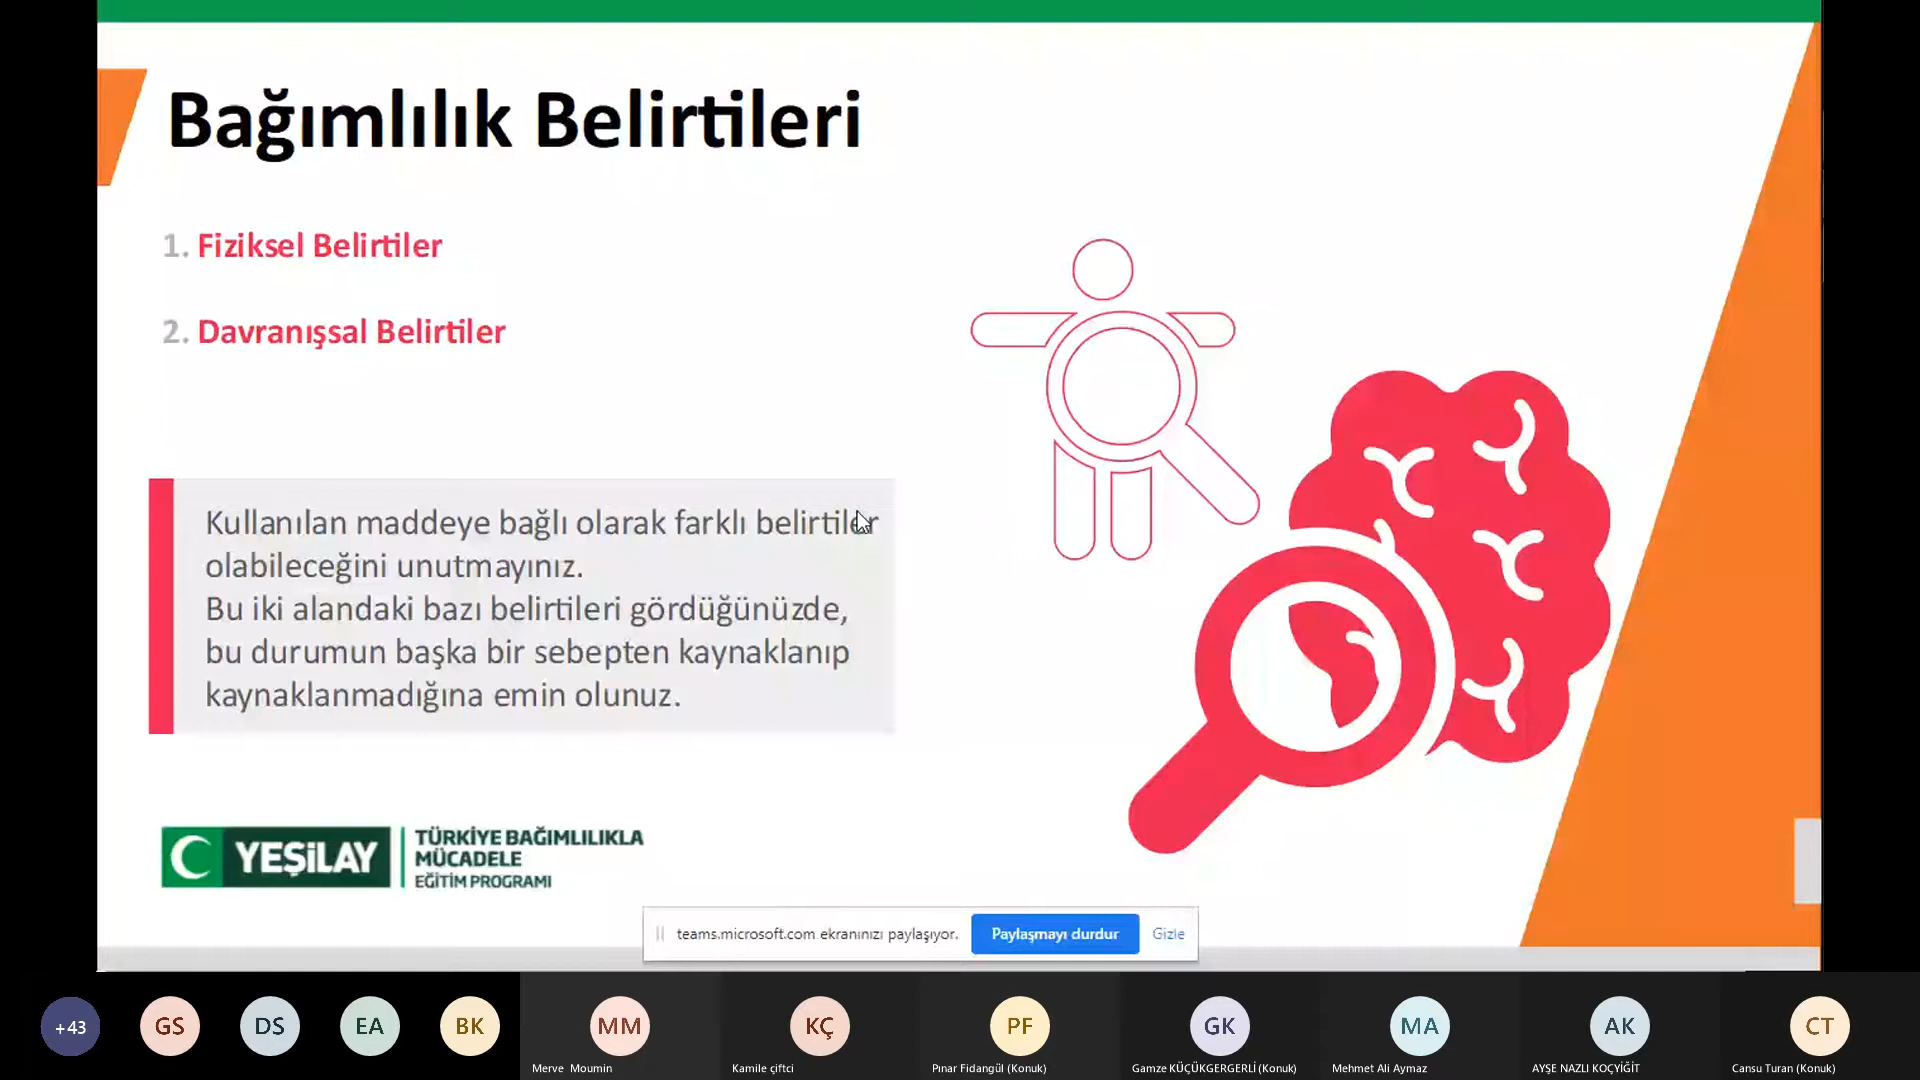 Bağımlılık Belirtileri
1. Fiziksel Belirtiler
2. Davranışsal Belirtiler
Kullanılan maddeye bağlı olarak farklı belirtiler
olabileceğini unutmayınız.
Bu iki alandaki bazı belirtileri gördüğünüzde,
bu durumun başka bir sebepten kaynaklanıp
kaynaklanmadığına emin olunuz.
YEŞİLAY
TÜRKİYE BAĞIMLILIKLA
MÜCADELE
EĞİTİM PROGRAMI
teams.microsoft.com ekranınızı paylaşıyor. Paylaşmayı durdur Gizle
+43 GS DS EA BK MM KÇ PF GK MA AK CT
Merve Moumin Kamile çiftci Pınar Fidangül (Konuk) Gamze KÜÇÜKGERGERLİ (Konuk) Mehmet Ali Aymaz AYŞE NAZLI KOÇYİĞİT Cansu Turan (Konuk)